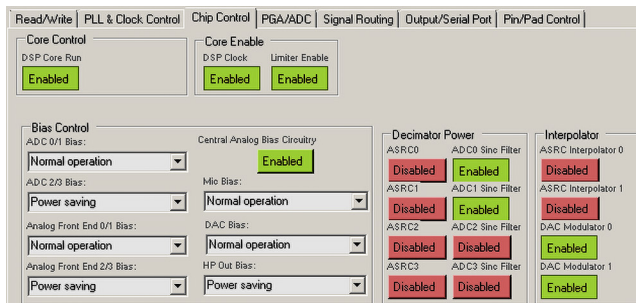 Read/Write PLL & Clock Control Chip Control PGA/ADC Signal Routing Output/Serial Port Pin/Pad Control
Core Control
DSP Core Run
Enabled
Core Enable
DSP Clock Limiter Enable
Enabled Enabled
Bias Control
ADC 0/1 Bias:
Normal operation
ADC 2/3 Bias:
Power saving
Analog Front End 0/1 Bias:
Normal operation
Analog Front End 2/3 Bias:
Power saving
Central Analog Bias Circuitry
Enabled
Mic Bias:
Normal operation
DAC Bias:
Normal operation
HP Out Bias:
Power saving
Decimator Power
ASRC0 ADC0 Sinc Filter
Disabled Enabled
ASRC1 ADC1 Sinc Filter
Disabled Enabled
ASRC2 ADC2 Sinc Filter
Disabled Disabled
ASRC3 ADC3 Sinc Filter
Disabled Disabled
Interpolator
ASRC Interpolator 0
Disabled
ASRC Interpolator 1
Disabled
DAC Modulator 0
Enabled
DAC Modulator 1
Enabled